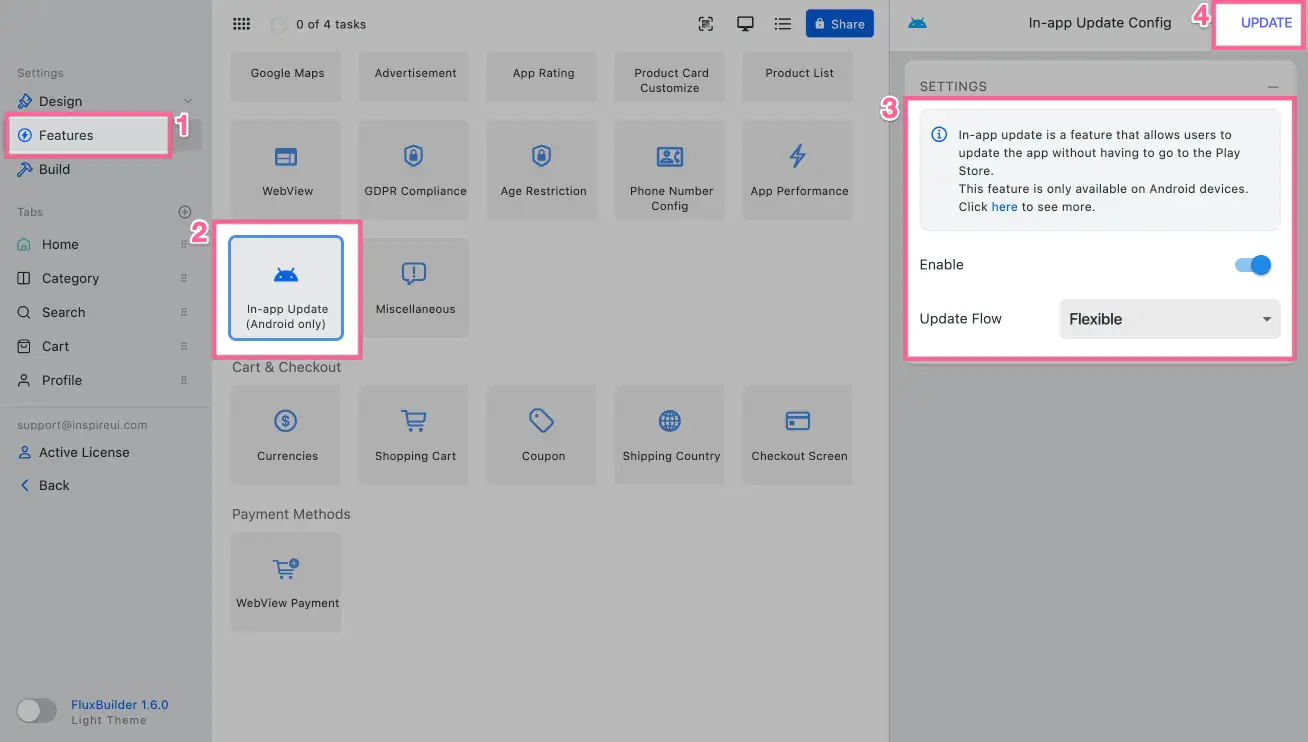 Settings
Design
Features
1
Build
Tabs
Home
Category
Search
Cart
Profile
support@inspireui.com
Active License
Back
FluxBuilder 1.6.0
Light Theme
0 of 4 tasks
Share
Google Maps
Advertisement
App Rating
Product Card
Customize
Product List
WebView
GDPR Compliance
Age Restriction
Phone Number
Config
App Performance
2
In-app Update
(Android only)
Miscellaneous
Cart & Checkout
Currencies
Shopping Cart
Coupon
Shipping Country
Checkout Screen
Payment Methods
WebView Payment
In-app Update Config
4
UPDATE
SETTINGS
3
In-app update is a feature that allows users to
update the app without having to go to the Play
Store.
This feature is only available on Android devices.
Click here to see more.
Enable
Update Flow
Flexible